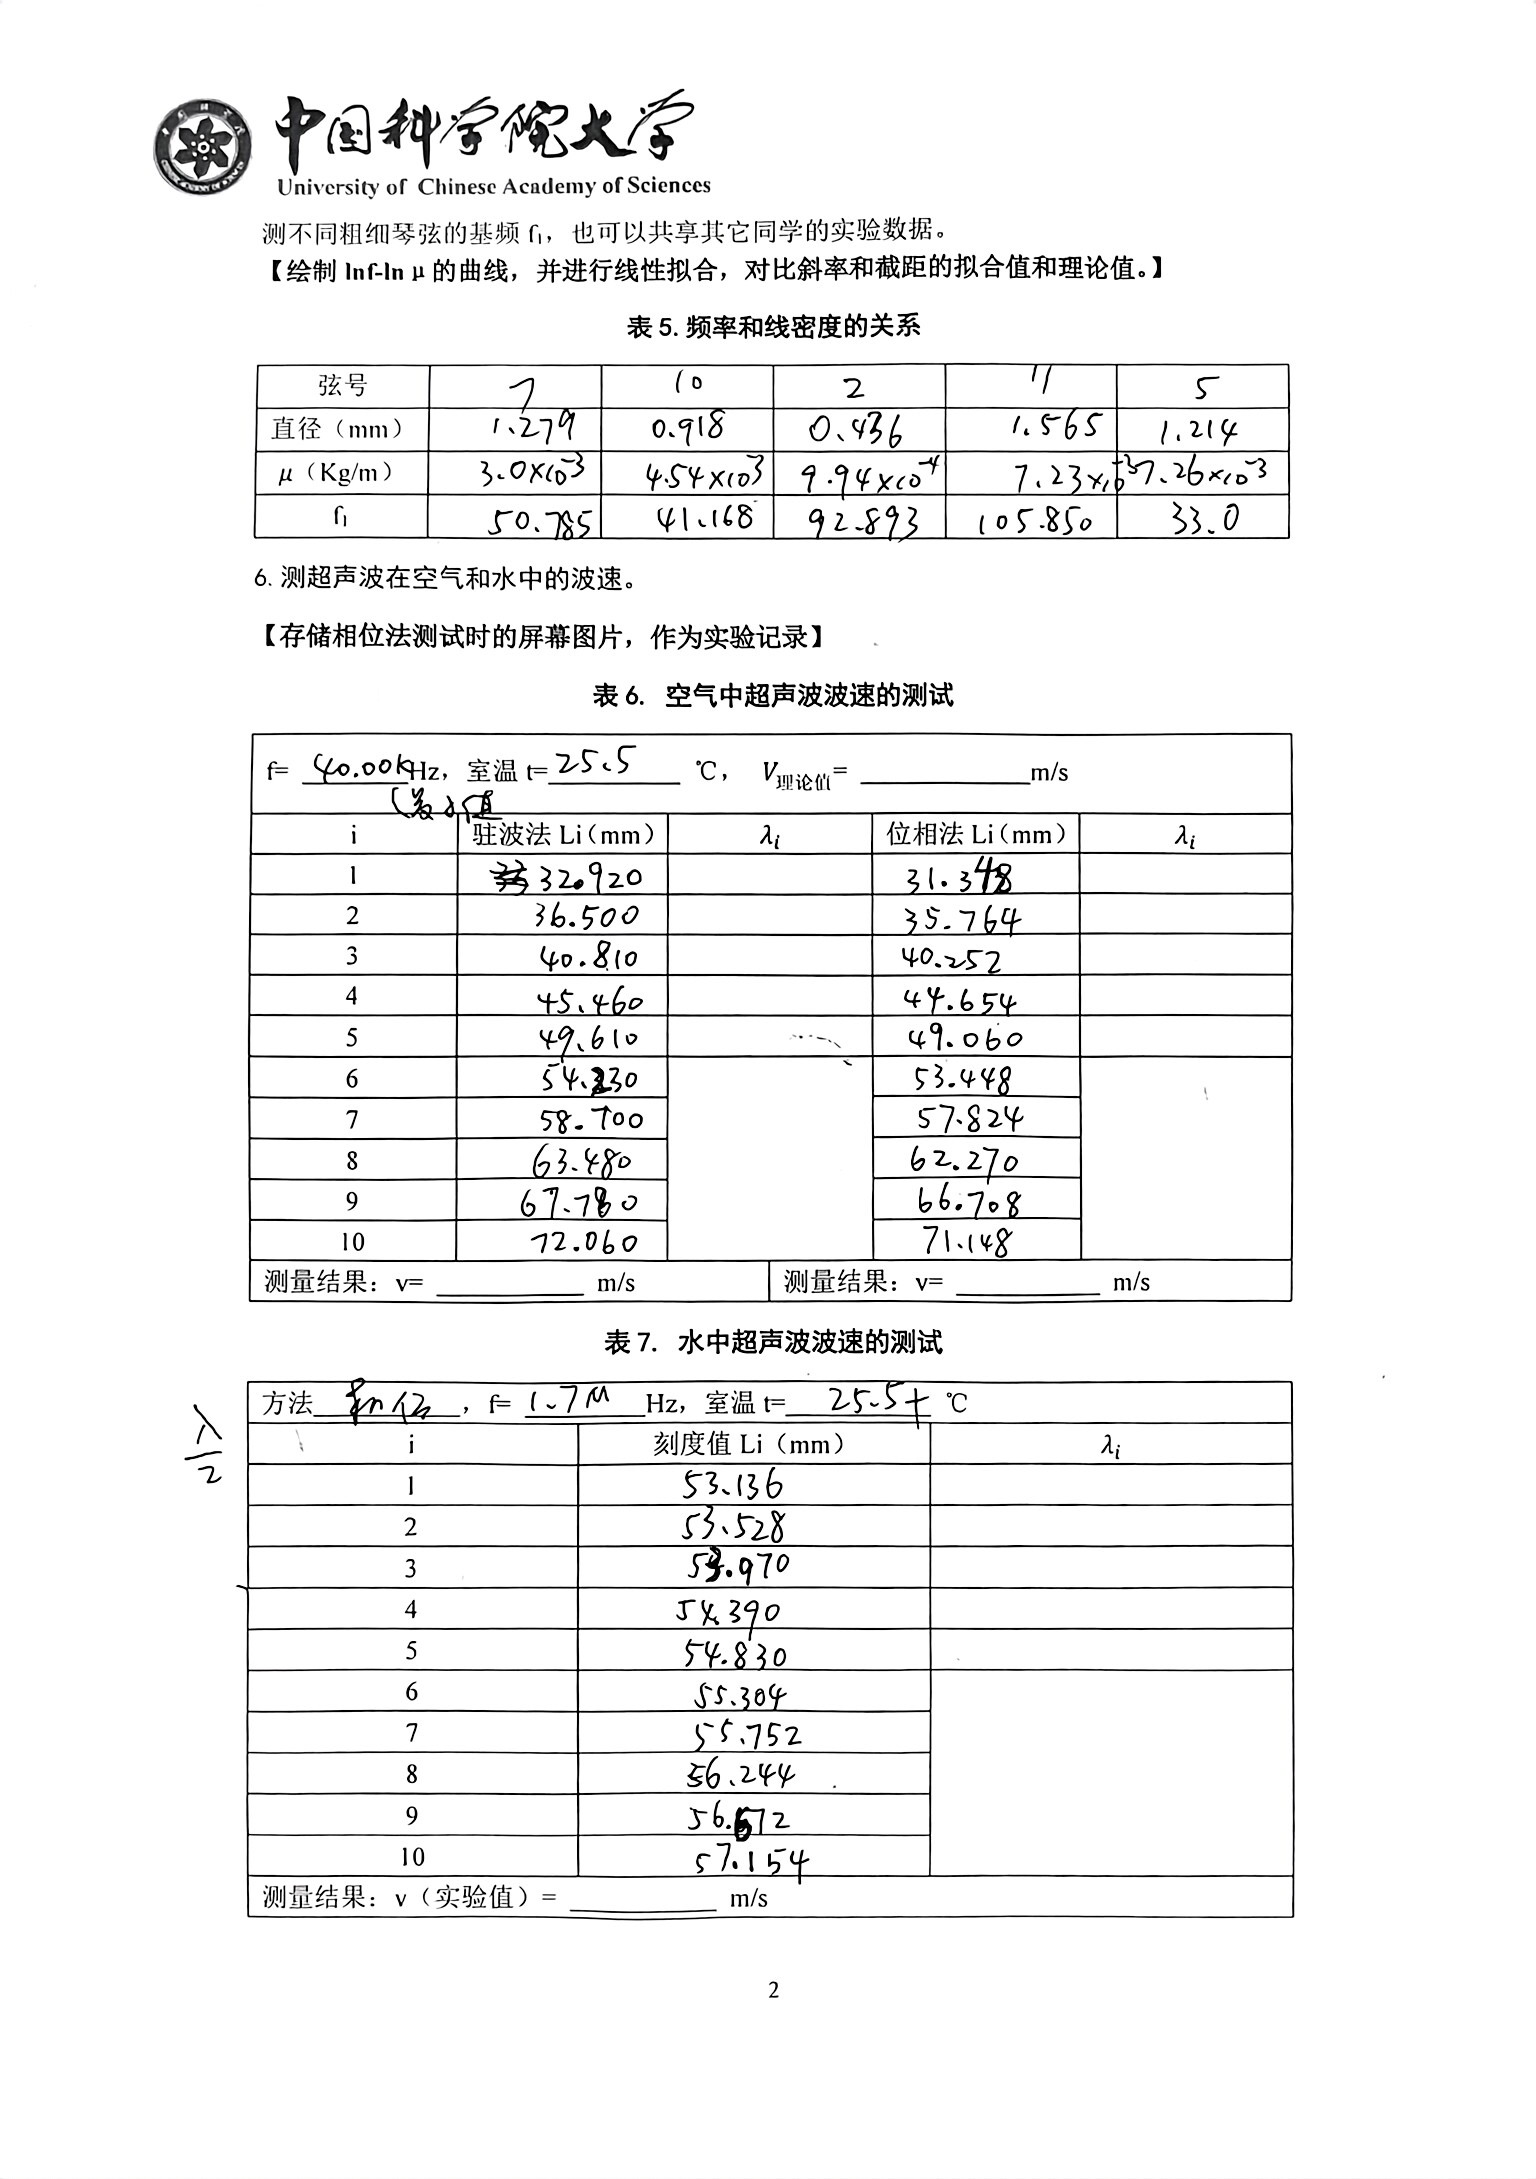 中国科学院大学
University of Chinese Academy of Sciences
测不同粗细琴弦的基频 f₁，也可以共享其它同学的实验数据。
【绘制 lnf-ln μ 的曲线，并进行线性拟合，对比斜率和截距的拟合值和理论值。】
表 5. 频率和线密度的关系
弦号 7 10 2 11 5
直径（mm） 1.279 0.918 0.436 1.565 1.214
μ（Kg/m） 3.0×10⁻³ 4.54×10³ 9.94×10⁻⁴ 7.23×10⁻³ 7.26×10⁻³
f₁ 50.785 41.168 92.893 105.850 33.0
6. 测超声波在空气和水中的波速。
【存储相位法测试时的屏幕图片，作为实验记录】
表 6. 空气中超声波波速的测试
f= 40.00K Hz，室温 t= 25.5 ℃， V理论值= m/s
i 驻波法 Li（mm） λᵢ 位相法 Li（mm） λᵢ
1 32.920 31.348
2 36.500 35.764
3 40.810 40.252
4 45.460 44.654
5 49.610 49.060
6 54.230 53.448
7 58.700 57.824
8 63.480 62.270
9 67.780 66.708
10 72.060 71.148
测量结果：v= m/s 测量结果：v= m/s
表 7. 水中超声波波速的测试
方法 相位，f= 1.7M Hz，室温 t= 25.5 ℃
λ/2
i 刻度值 Li（mm） λᵢ
1 53.136
2 53.528
3 53.970
4 54.390
5 54.830
6 55.304
7 55.752
8 56.244
9 56.672
10 57.154
测量结果：v（实验值）= m/s
2